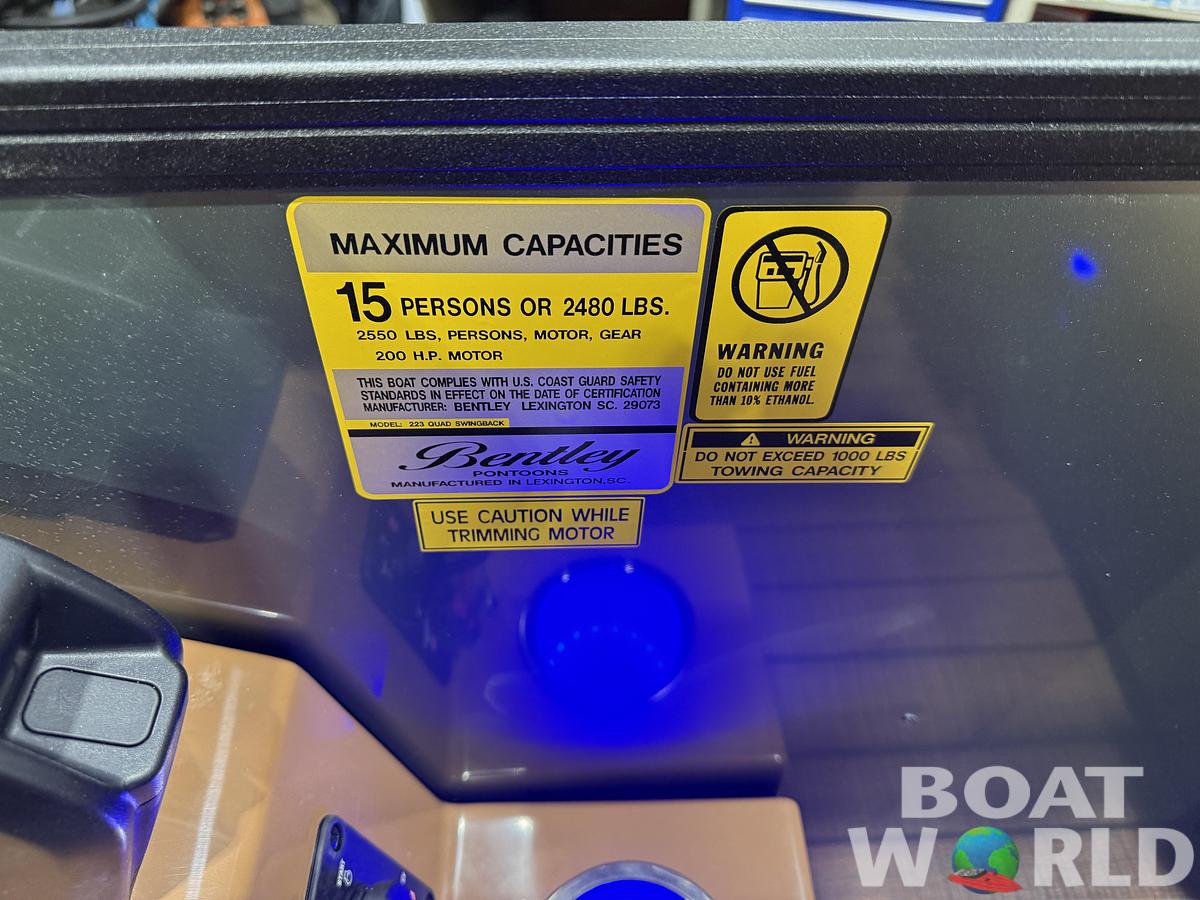 MAXIMUM CAPACITIES
15 PERSONS OR 2480 LBS.
2550 LBS, PERSONS, MOTOR, GEAR
200 H.P. MOTOR
THIS BOAT COMPLIES WITH U.S. COAST GUARD SAFETY
STANDARDS IN EFFECT ON THE DATE OF CERTIFICATION
MANUFACTURER: BENTLEY LEXINGTON SC. 29073
MODEL: 223 QUAD SWINGBACK
Bentley
PONTOONS
MANUFACTURED IN LEXINGTON,SC.
WARNING
DO NOT USE FUEL
CONTAINING MORE
THAN 10% ETHANOL.
WARNING
DO NOT EXCEED 1000 LBS
TOWING CAPACITY
USE CAUTION WHILE
TRIMMING MOTOR
START
BOAT
WORLD